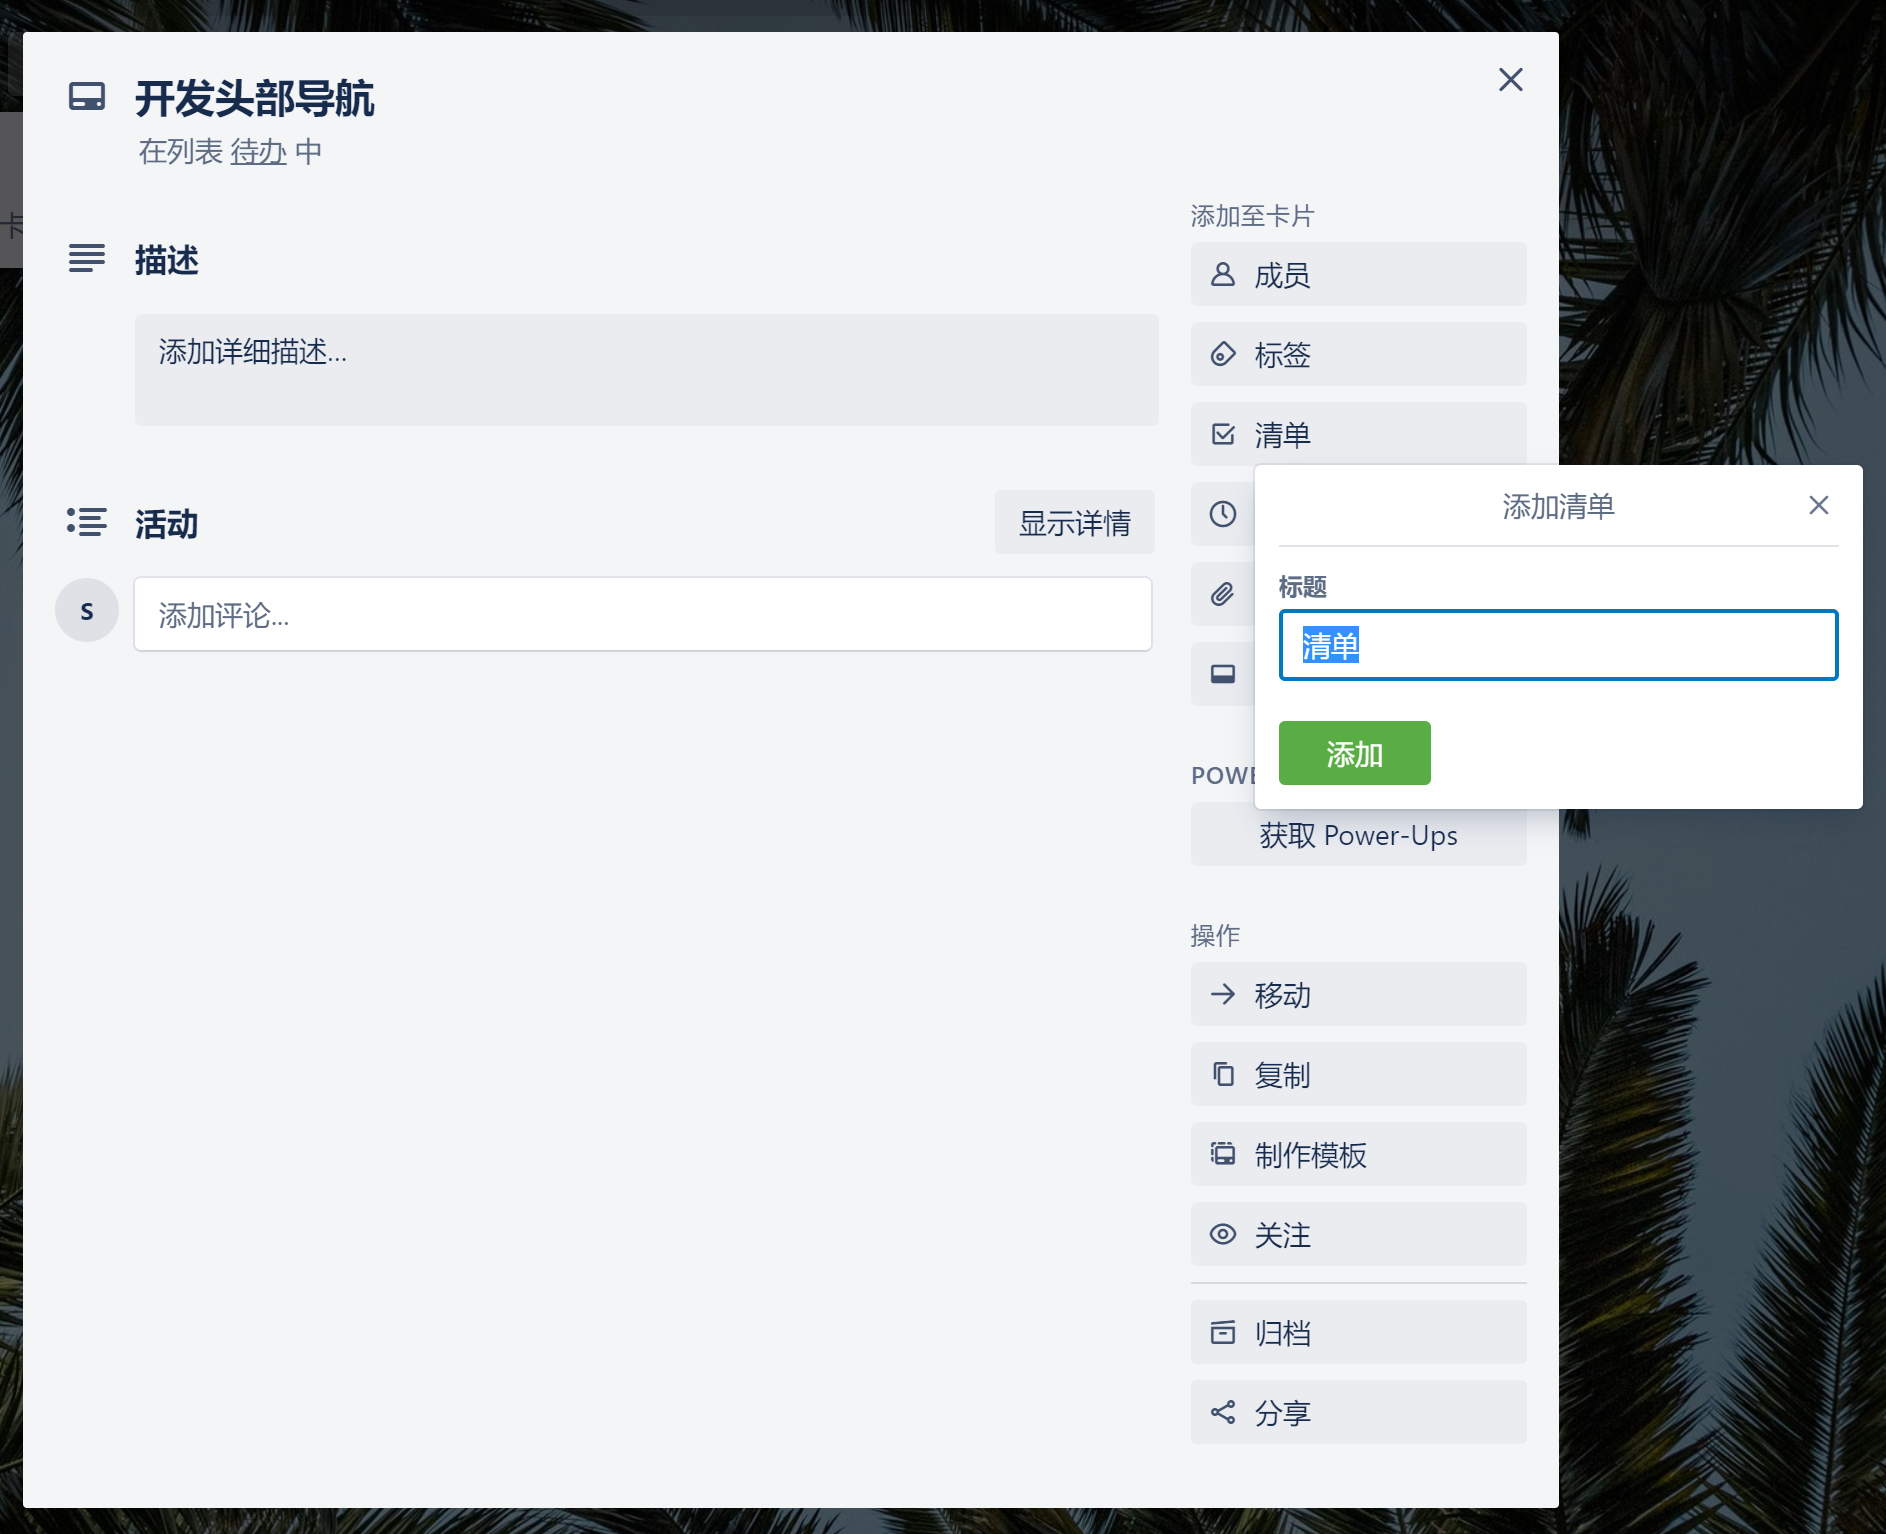 开发头部导航
在列表 待办 中
描述
添加详细描述...
活动
显示详情
S
添加评论...
添加至卡片
成员
标签
清单
添加清单
标题
清单
添加
POWE
获取 Power-Ups
操作
移动
复制
制作模板
关注
归档
分享
卡